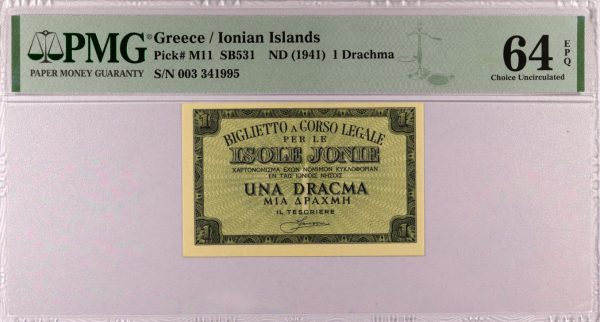 PMG
PAPER MONEY GUARANTY
Greece / Ionian Islands
Pick# M11 SB531 ND (1941) 1 Drachma
S/N 003 341995
64 EPQ
Choice Uncirculated
1 1
BIGLIETTO A CORSO LEGALE
PER LE
ISOLE JONIE
ΧΑΡΤΟΝΟΜΙΣΜΑ ΕΧΟΝ ΝΟΜΙΜΟΝ ΚΥΚΛΟΦΟΡΙΑΝ
ΕΝ ΤΑΙΣ ΙΟΝΙΟΙΣ ΝΗΣΟΙΣ
UNA DRACMA
ΜΙΑ ΔΡΑΧΜΗ
IL TESORIERE
1 1